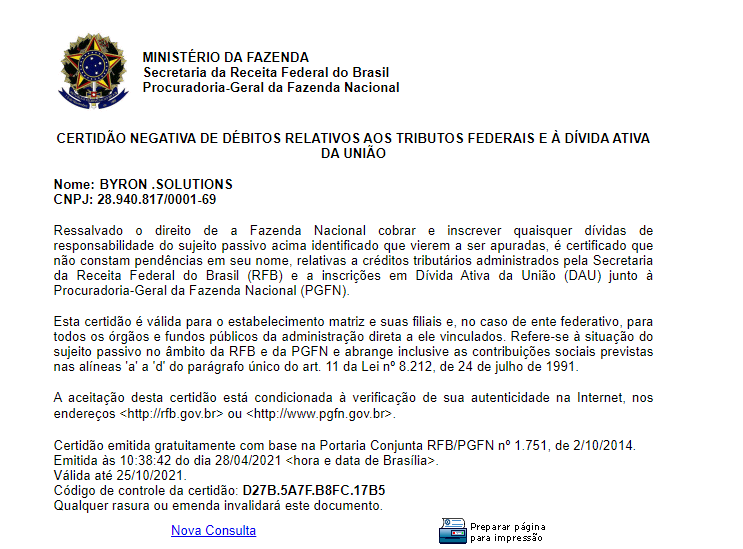 MINISTÉRIO DA FAZENDA
Secretaria da Receita Federal do Brasil
Procuradoria-Geral da Fazenda Nacional
CERTIDÃO NEGATIVA DE DÉBITOS RELATIVOS AOS TRIBUTOS FEDERAIS E À DÍVIDA ATIVA
DA UNIÃO
Nome: BYRON .SOLUTIONS
CNPJ: 28.940.817/0001-69
Ressalvado o direito de a Fazenda Nacional cobrar e inscrever quaisquer dívidas de
responsabilidade do sujeito passivo acima identificado que vierem a ser apuradas, é certificado que
não constam pendências em seu nome, relativas a créditos tributários administrados pela Secretaria
da Receita Federal do Brasil (RFB) e a inscrições em Dívida Ativa da União (DAU) junto à
Procuradoria-Geral da Fazenda Nacional (PGFN).
Esta certidão é válida para o estabelecimento matriz e suas filiais e, no caso de ente federativo, para
todos os órgãos e fundos públicos da administração direta a ele vinculados. Refere-se à situação do
sujeito passivo no âmbito da RFB e da PGFN e abrange inclusive as contribuições sociais previstas
nas alíneas 'a' a 'd' do parágrafo único do art. 11 da Lei nº 8.212, de 24 de julho de 1991.
A aceitação desta certidão está condicionada à verificação de sua autenticidade na Internet, nos
endereços <http://rfb.gov.br> ou <http://www.pgfn.gov.br>.
Certidão emitida gratuitamente com base na Portaria Conjunta RFB/PGFN nº 1.751, de 2/10/2014.
Emitida às 10:38:42 do dia 28/04/2021 <hora e data de Brasília>.
Válida até 25/10/2021.
Código de controle da certidão: D27B.5A7F.B8FC.17B5
Qualquer rasura ou emenda invalidará este documento.
Nova Consulta
Preparar página
para impressão